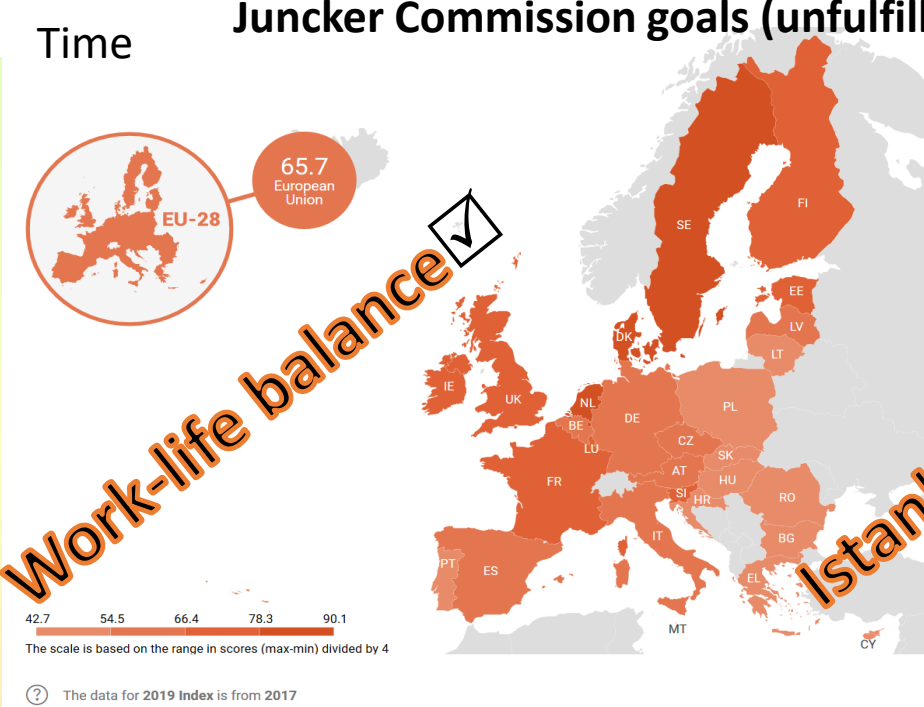 Juncker Commission goals (unfulfill
Time
65.7
European
Union
EU-28
Work-life balance
SE
FI
EE
LV
LT
DK
IE
UK
NL
BE
LU
DE
PL
CZ
SK
AT
HU
FR
SI
HR
RO
IT
BG
PT
ES
EL
Istan
MT
CY
42.7 54.5 66.4 78.3 90.1
The scale is based on the range in scores (max-min) divided by 4
? The data for 2019 Index is from 2017